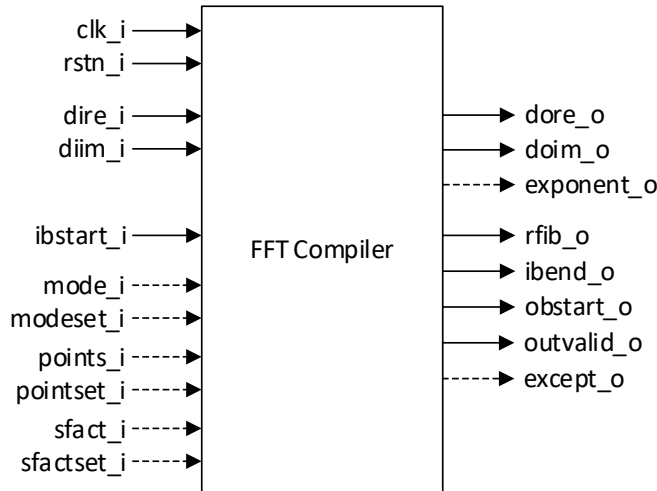 clk_i
rstn_i
dire_i
diim_i
ibstart_i
mode_i
modeset_i
points_i
pointset_i
sfact_i
sfactset_i
FFT Compiler
dore_o
doim_o
exponent_o
rfib_o
ibend_o
obstart_o
outvalid_o
except_o